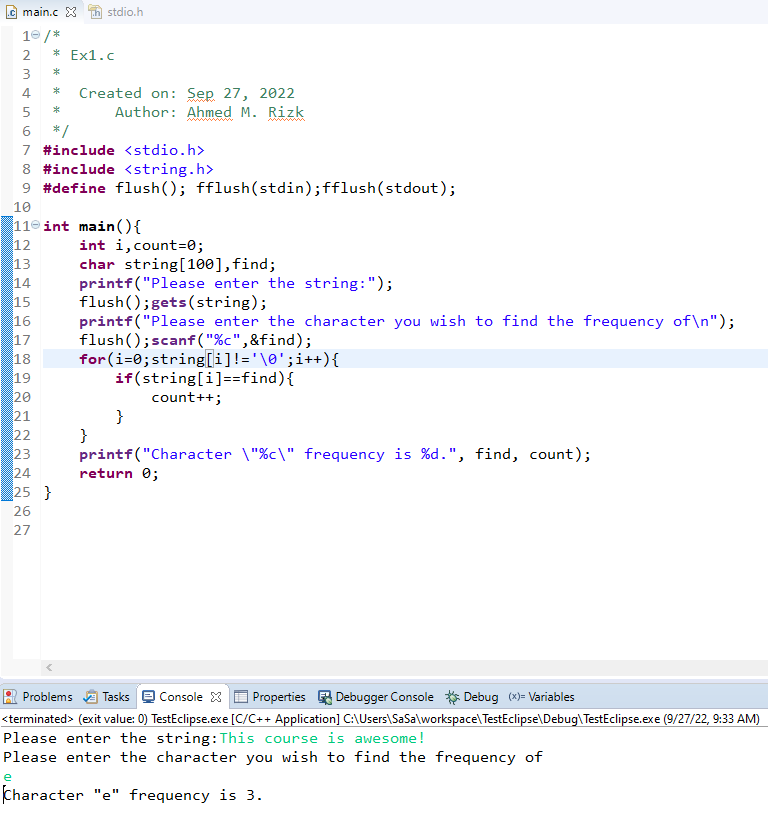 main.c stdio.h
1 /*
2  * Ex1.c
3  *
4  *  Created on: Sep 27, 2022
5  *      Author: Ahmed M. Rizk
6  */
7 #include <stdio.h>
8 #include <string.h>
9 #define flush(); fflush(stdin);fflush(stdout);
10
11 int main(){
12     int i,count=0;
13     char string[100],find;
14     printf("Please enter the string:");
15     flush();gets(string);
16     printf("Please enter the character you wish to find the frequency of\n");
17     flush();scanf("%c",&find);
18     for(i=0;string[i]!='\0';i++){
19         if(string[i]==find){
20             count++;
21         }
22     }
23     printf("Character \"%c\" frequency is %d.", find, count);
24     return 0;
25 }
26
27
Problems Tasks Console Properties Debugger Console Debug (x)= Variables
<terminated> (exit value: 0) TestEclipse.exe [C/C++ Application] C:\Users\SaSa\workspace\TestEclipse\Debug\TestEclipse.exe (9/27/22, 9:33 AM)
Please enter the string:This course is awesome!
Please enter the character you wish to find the frequency of
e
Character "e" frequency is 3.